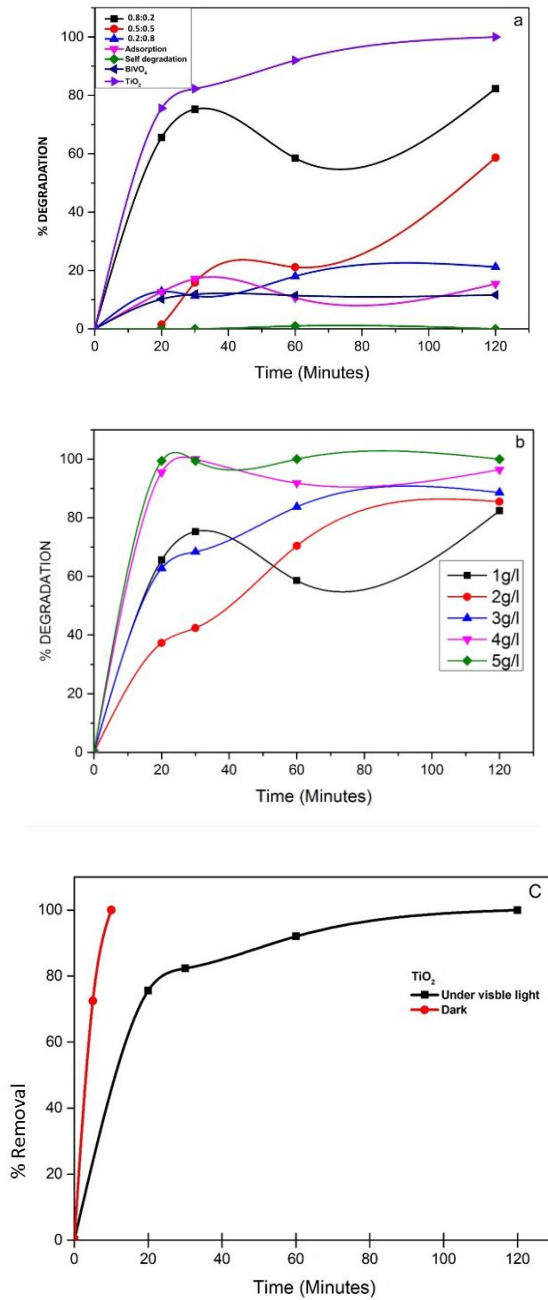 a
0.8:0.2
0.5:0.5
0.2:0.8
Adsorption
Self degradation
BiVO₄
TiO₂
100
80
60
40
20
0
% DEGRADATION
0 20 40 60 80 100 120
Time (Minutes)
b
100
80
60
40
20
0
% DEGRADATION
1g/l
2g/l
3g/l
4g/l
5g/l
0 20 40 60 80 100 120
Time (Minutes)
C
100
80
60
40
20
0
% Removal
TiO₂
Under visble light
Dark
0 20 40 60 80 100 120
Time (Minutes)